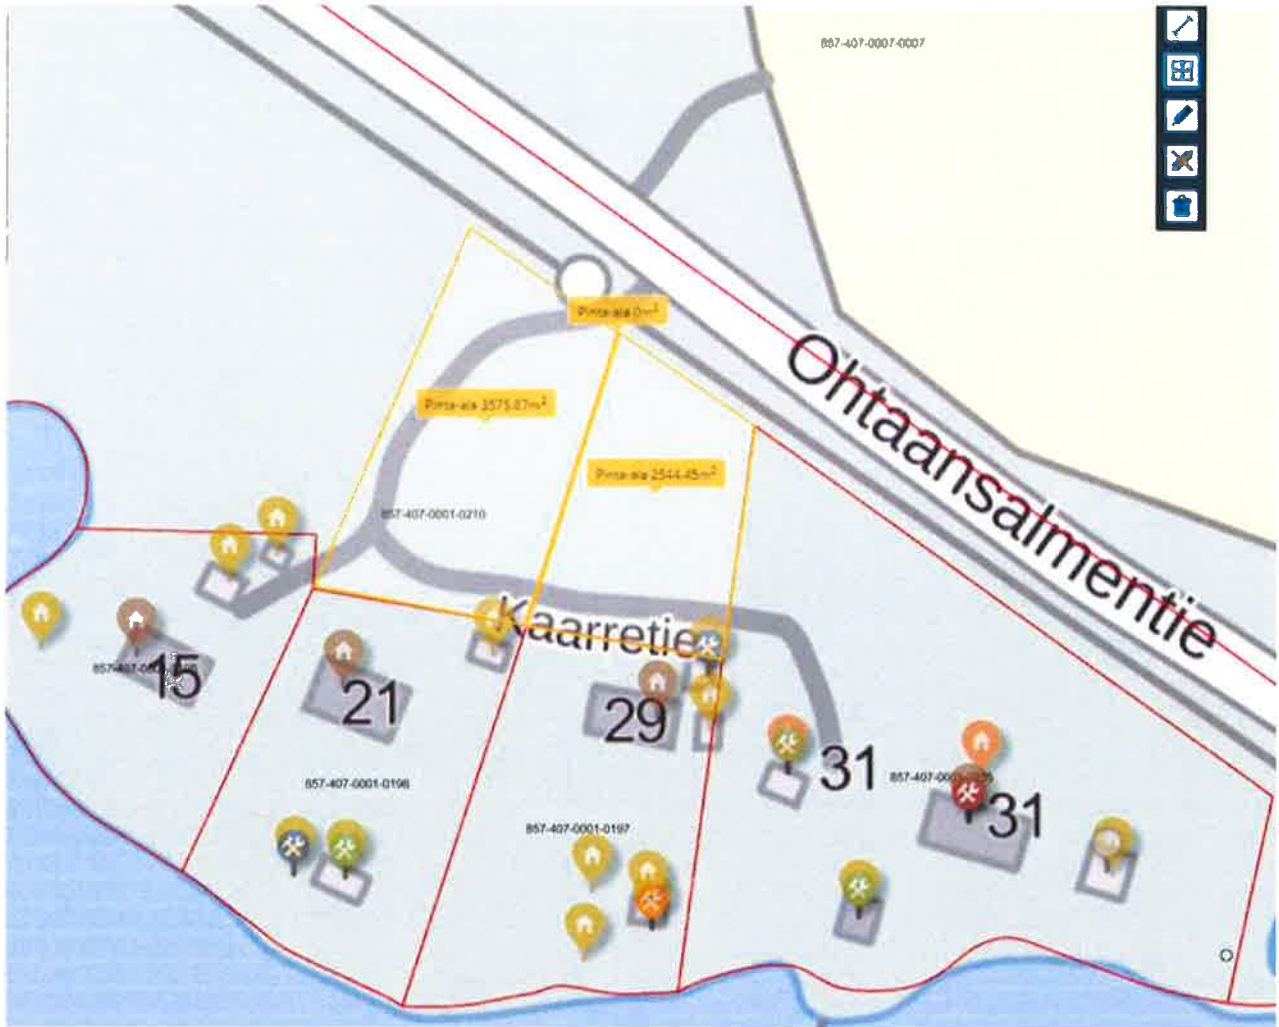 857-407-0007-0007
Pinta-ala 0m²
Ohtaansalmentie
Pinta-ala 3575.87m²
Pinta-ala 2544.45m²
857-407-0001-0210
Kaarretie
15
21
29
31
31
857-407-0001-0198
857-407-0001-0197